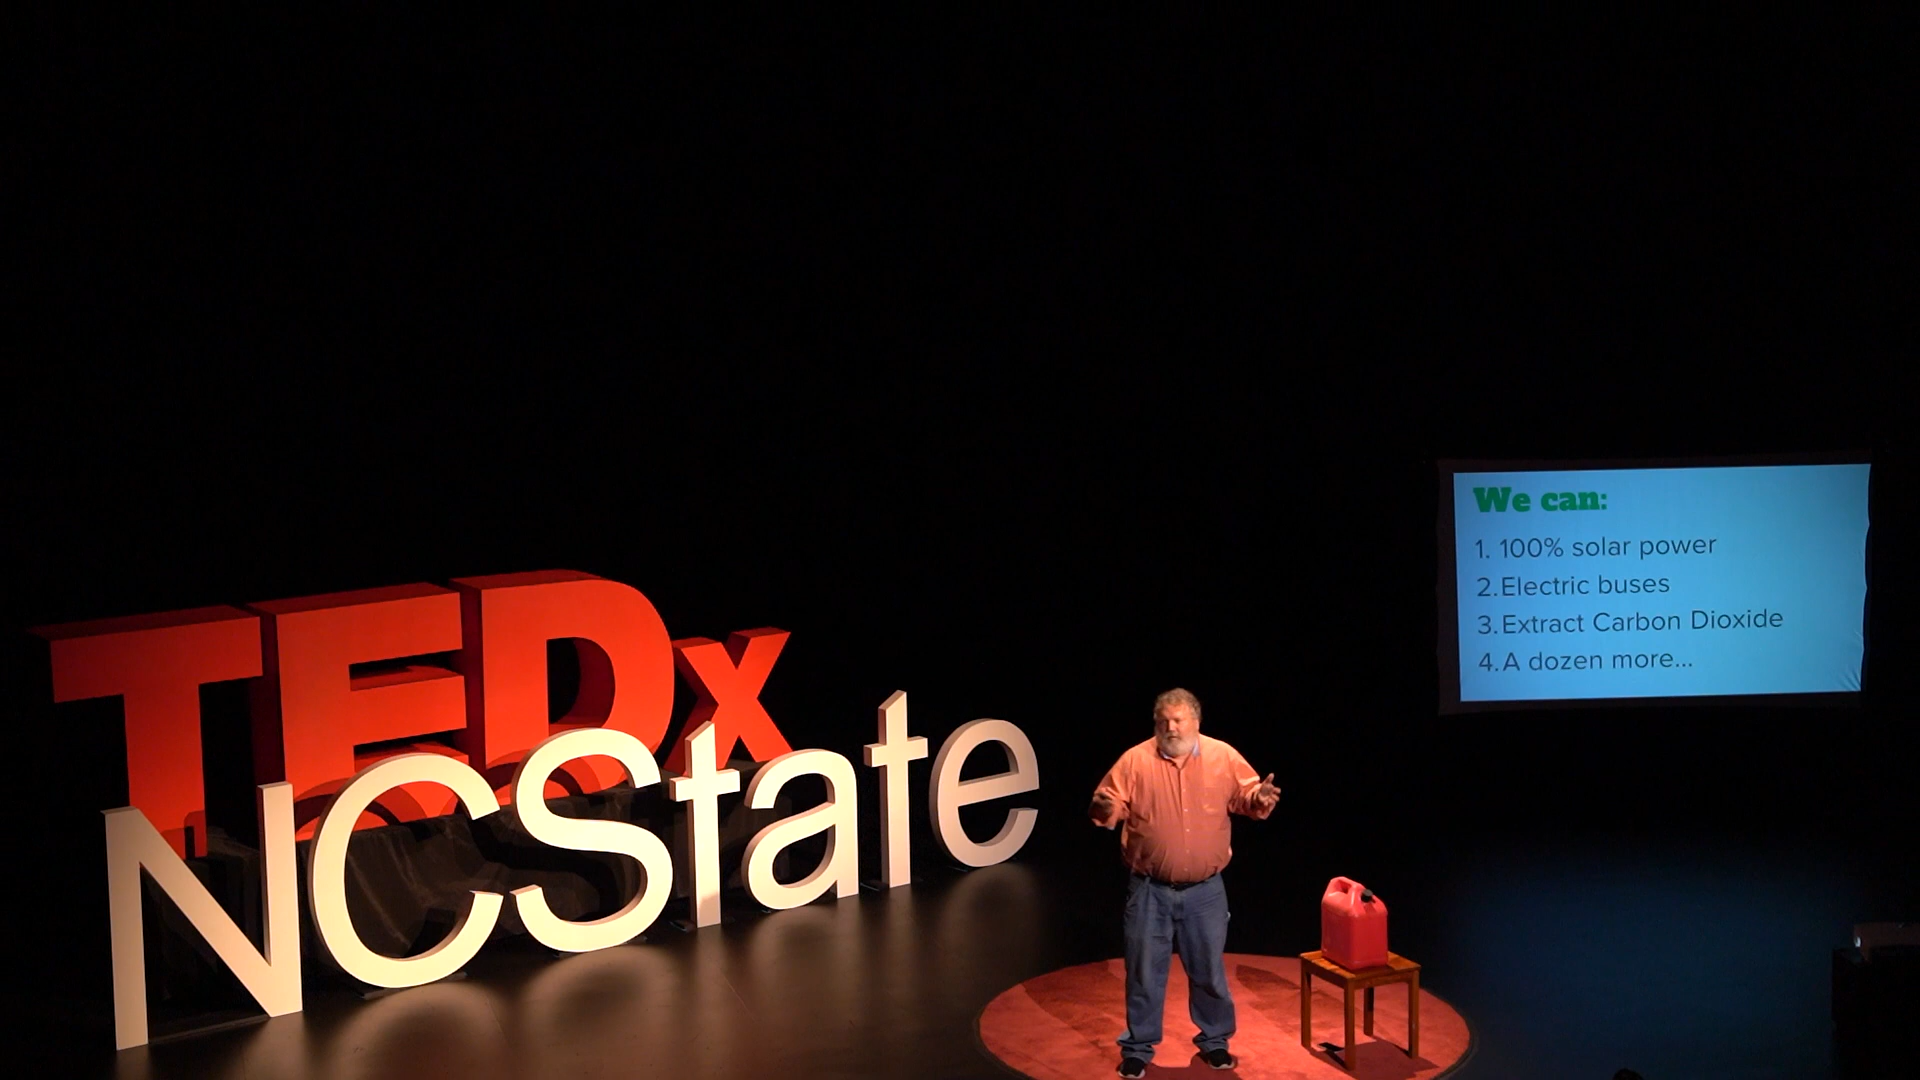 TEDx
NCState
We can:
1. 100% solar power
2. Electric buses
3. Extract Carbon Dioxide
4. A dozen more...